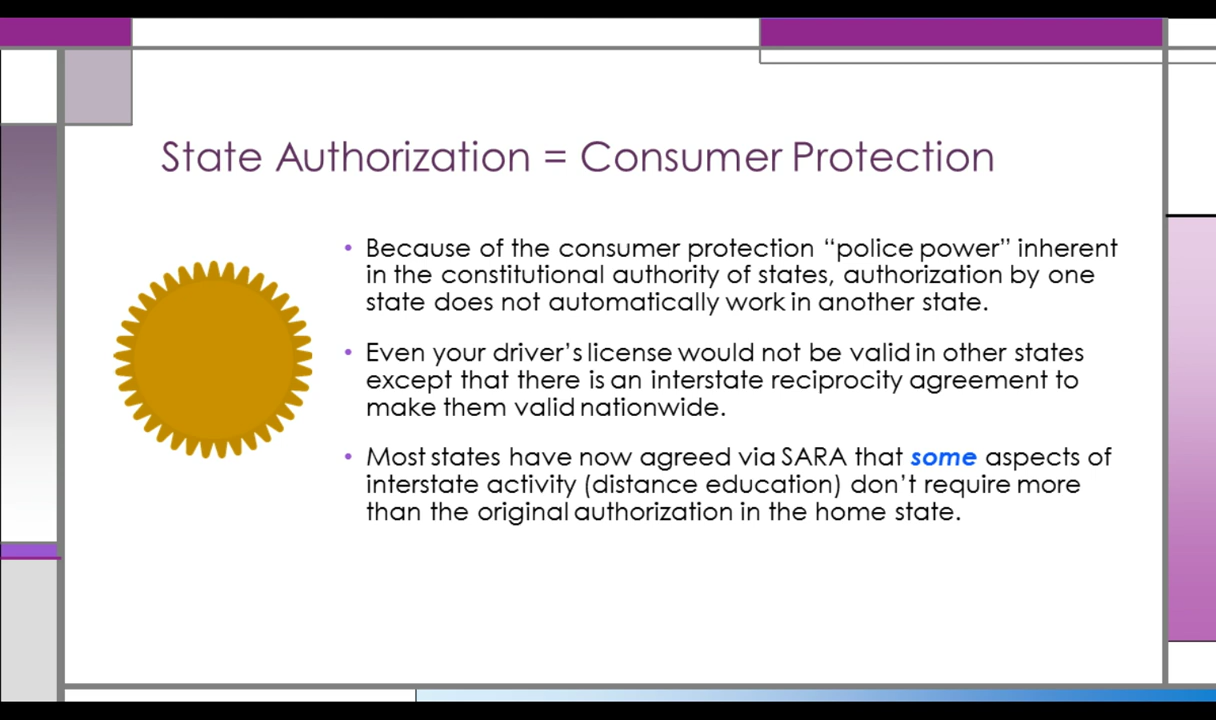 State Authorization = Consumer Protection
• Because of the consumer protection “police power” inherent
in the constitutional authority of states, authorization by one
state does not automatically work in another state.
• Even your driver’s license would not be valid in other states
except that there is an interstate reciprocity agreement to
make them valid nationwide.
• Most states have now agreed via SARA that some aspects of
interstate activity (distance education) don’t require more
than the original authorization in the home state.